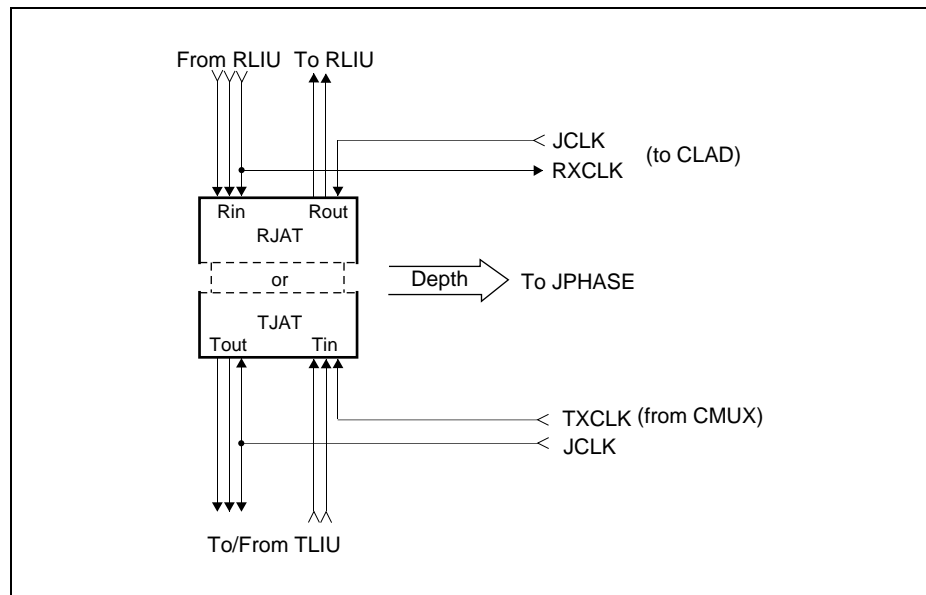 From RLIU To RLIU
JCLK
(to CLAD)
RXCLK
Rin Rout
RJAT
or
Depth
To JPHASE
TJAT
Tout Tin
TXCLK (from CMUX)
JCLK
To/From TLIU